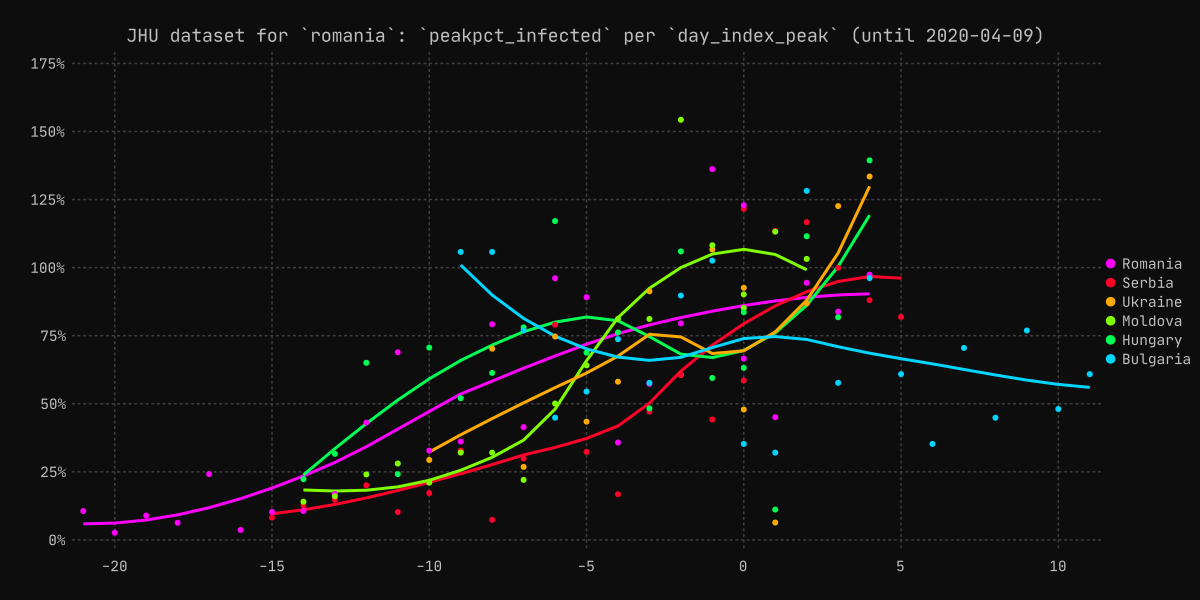 JHU dataset for `romania`: `peakpct_infected` per `day_index_peak` (until 2020-04-09)
175%
150%
125%
100%
75%
50%
25%
0%
-20
-15
-10
-5
0
5
10
Romania
Serbia
Ukraine
Moldova
Hungary
Bulgaria